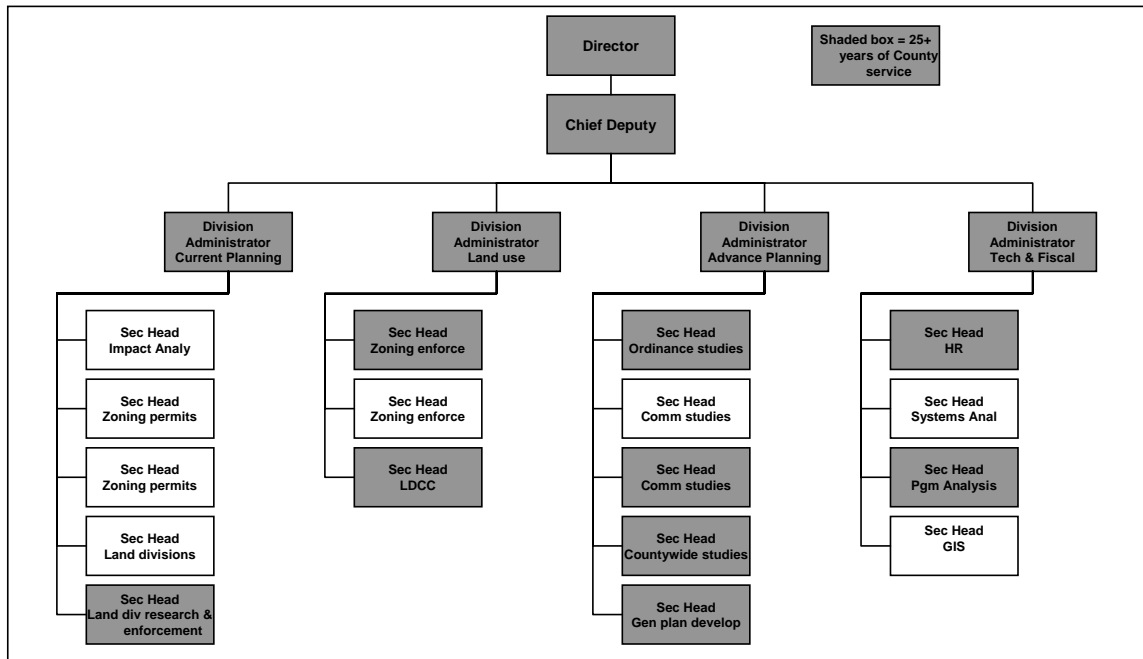 Director
Shaded box = 25+
years of County
service
Chief Deputy
Division
Administrator
Current Planning
Division
Administrator
Land use
Division
Administrator
Advance Planning
Division
Administrator
Tech & Fiscal
Sec Head
Impact Analy
Sec Head
Zoning permits
Sec Head
Zoning permits
Sec Head
Land divisions
Sec Head
Land div research &
enforcement
Sec Head
Zoning enforce
Sec Head
Zoning enforce
Sec Head
LDCC
Sec Head
Ordinance studies
Sec Head
Comm studies
Sec Head
Comm studies
Sec Head
Countywide studies
Sec Head
Gen plan develop
Sec Head
HR
Sec Head
Systems Anal
Sec Head
Pgm Analysis
Sec Head
GIS